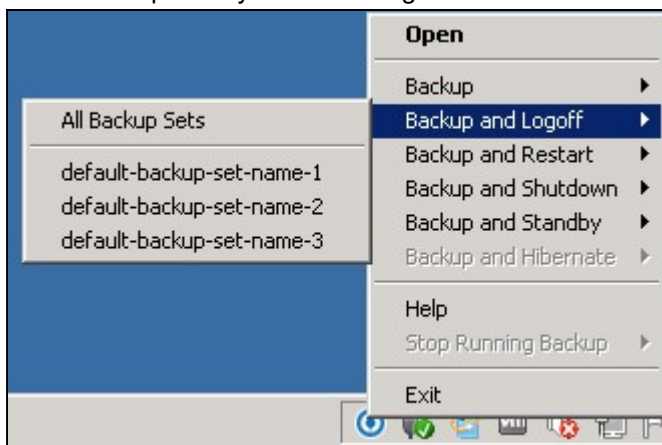 Open
Backup
Backup and Logoff
Backup and Restart
Backup and Shutdown
Backup and Standby
Backup and Hibernate
Help
Stop Running Backup
Exit
All Backup Sets
default-backup-set-name-1
default-backup-set-name-2
default-backup-set-name-3